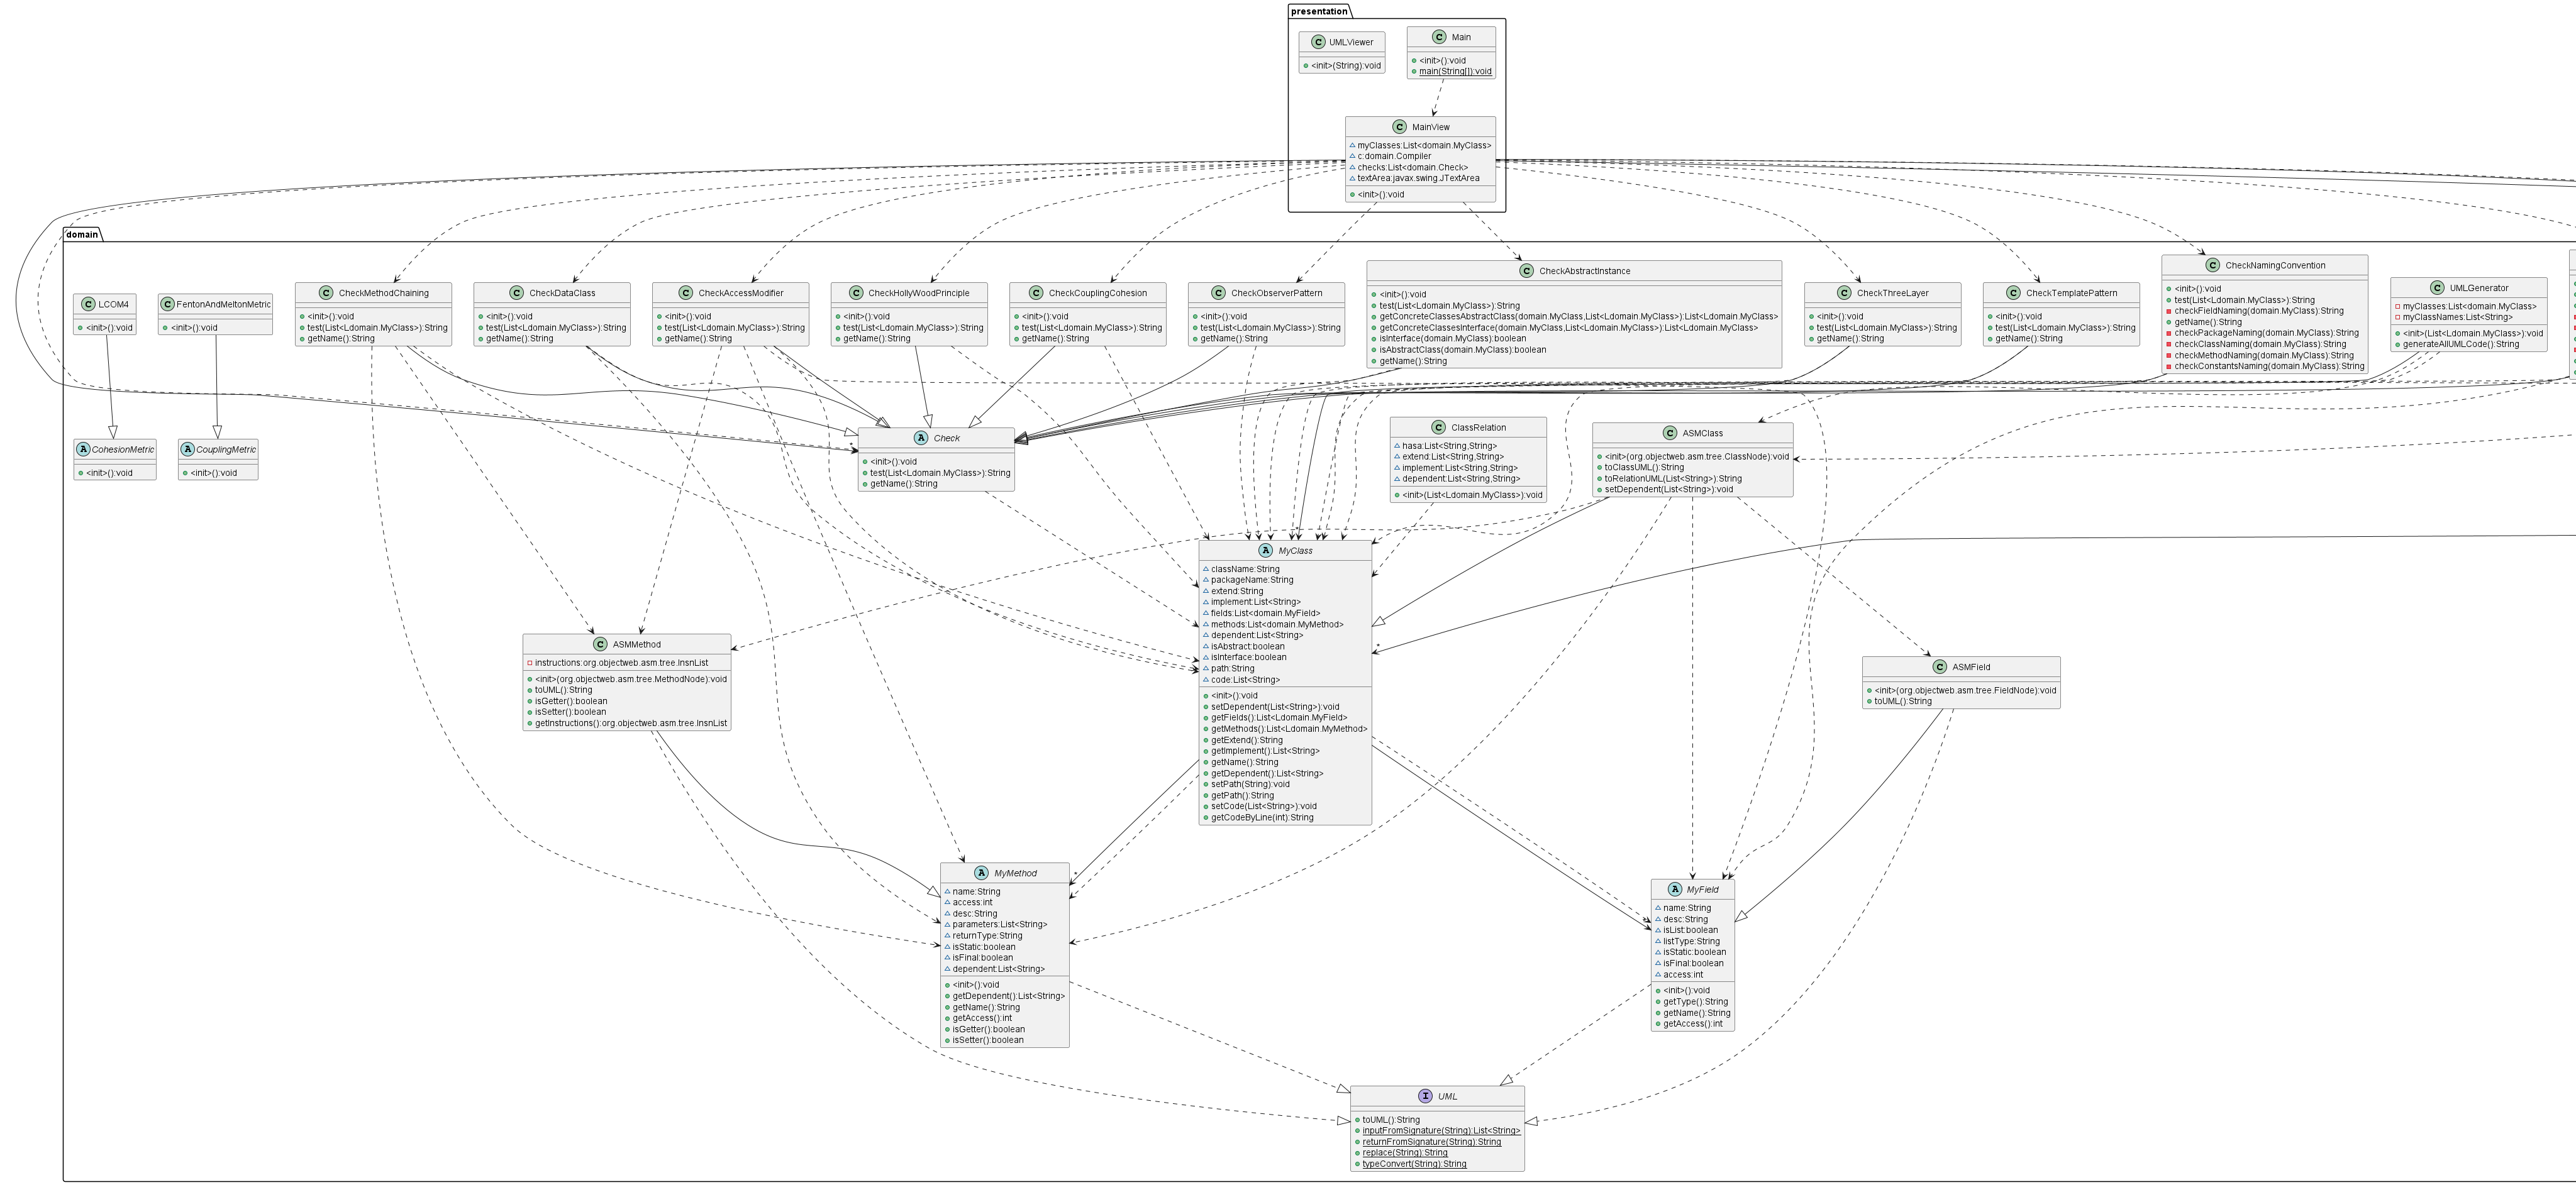 presentation
C UMLViewer
<init>(String):void
C Main
<init>():void
main(String[]):void
C MainView
myClasses:List<domain.MyClass>
c:domain.Compiler
checks:List<domain.Check>
textArea:javax.swing.JTextArea
<init>():void
domain
C LCOM4
<init>():void
C FentonAndMeltonMetric
<init>():void
C CheckMethodChaining
<init>():void
test(List<Ldomain.MyClass>):String
getName():String
C CheckDataClass
<init>():void
test(List<Ldomain.MyClass>):String
getName():String
C CheckAccessModifier
<init>():void
test(List<Ldomain.MyClass>):String
getName():String
C CheckHollyWoodPrinciple
<init>():void
test(List<Ldomain.MyClass>):String
getName():String
C CheckCouplingCohesion
<init>():void
test(List<Ldomain.MyClass>):String
getName():String
C CheckObserverPattern
<init>():void
test(List<Ldomain.MyClass>):String
getName():String
C CheckAbstractInstance
<init>():void
test(List<Ldomain.MyClass>):String
getConcreteClassesAbstractClass(domain.MyClass,List<Ldomain.MyClass>):List<Ldomain.MyClass>
getConcreteClassesInterface(domain.MyClass,List<Ldomain.MyClass>):List<Ldomain.MyClass>
isInterface(domain.MyClass):boolean
isAbstractClass(domain.MyClass):boolean
getName():String
C CheckThreeLayer
<init>():void
test(List<Ldomain.MyClass>):String
getName():String
C CheckTemplatePattern
<init>():void
test(List<Ldomain.MyClass>):String
getName():String
C CheckNamingConvention
<init>():void
test(List<Ldomain.MyClass>):String
checkFieldNaming(domain.MyClass):String
getName():String
checkPackageNaming(domain.MyClass):String
checkClassNaming(domain.MyClass):String
checkMethodNaming(domain.MyClass):String
checkConstantsNaming(domain.MyClass):String
C UMLGenerator
myClasses:List<domain.MyClass>
myClassNames:List<String>
<init>(List<Ldomain.MyClass>):void
generateAllUMLCode():String
A CohesionMetric
<init>():void
A CouplingMetric
<init>():void
A Check
<init>():void
test(List<Ldomain.MyClass>):String
getName():String
*
C ClassRelation
hasa:List<String,String>
extend:List<String,String>
implement:List<String,String>
dependent:List<String,String>
<init>(List<Ldomain.MyClass>):void
C ASMClass
<init>(org.objectweb.asm.tree.ClassNode):void
toClassUML():String
toRelationUML(List<String>):String
setDependent(List<String>):void
*
A MyClass
className:String
packageName:String
extend:String
implement:List<String>
fields:List<domain.MyField>
methods:List<domain.MyMethod>
dependent:List<String>
isAbstract:boolean
isInterface:boolean
path:String
code:List<String>
<init>():void
setDependent(List<String>):void
getFields():List<Ldomain.MyField>
getMethods():List<Ldomain.MyMethod>
getExtend():String
getImplement():List<String>
getName():String
getDependent():List<String>
setPath(String):void
getPath():String
setCode(List<String>):void
getCodeByLine(int):String
*
C ASMMethod
instructions:org.objectweb.asm.tree.InsnList
<init>(org.objectweb.asm.tree.MethodNode):void
toUML():String
isGetter():boolean
isSetter():boolean
getInstructions():org.objectweb.asm.tree.InsnList
C ASMField
<init>(org.objectweb.asm.tree.FieldNode):void
toUML():String
A MyMethod
name:String
access:int
desc:String
parameters:List<String>
returnType:String
isStatic:boolean
isFinal:boolean
dependent:List<String>
<init>():void
getDependent():List<String>
getName():String
getAccess():int
isGetter():boolean
isSetter():boolean
*
A MyField
name:String
desc:String
isList:boolean
listType:String
isStatic:boolean
isFinal:boolean
access:int
<init>():void
getType():String
getName():String
getAccess():int
*
I UML
toUML():String
inputFromSignature(String):List<String>
returnFromSignature(String):String
replace(String):String
typeConvert(String):String